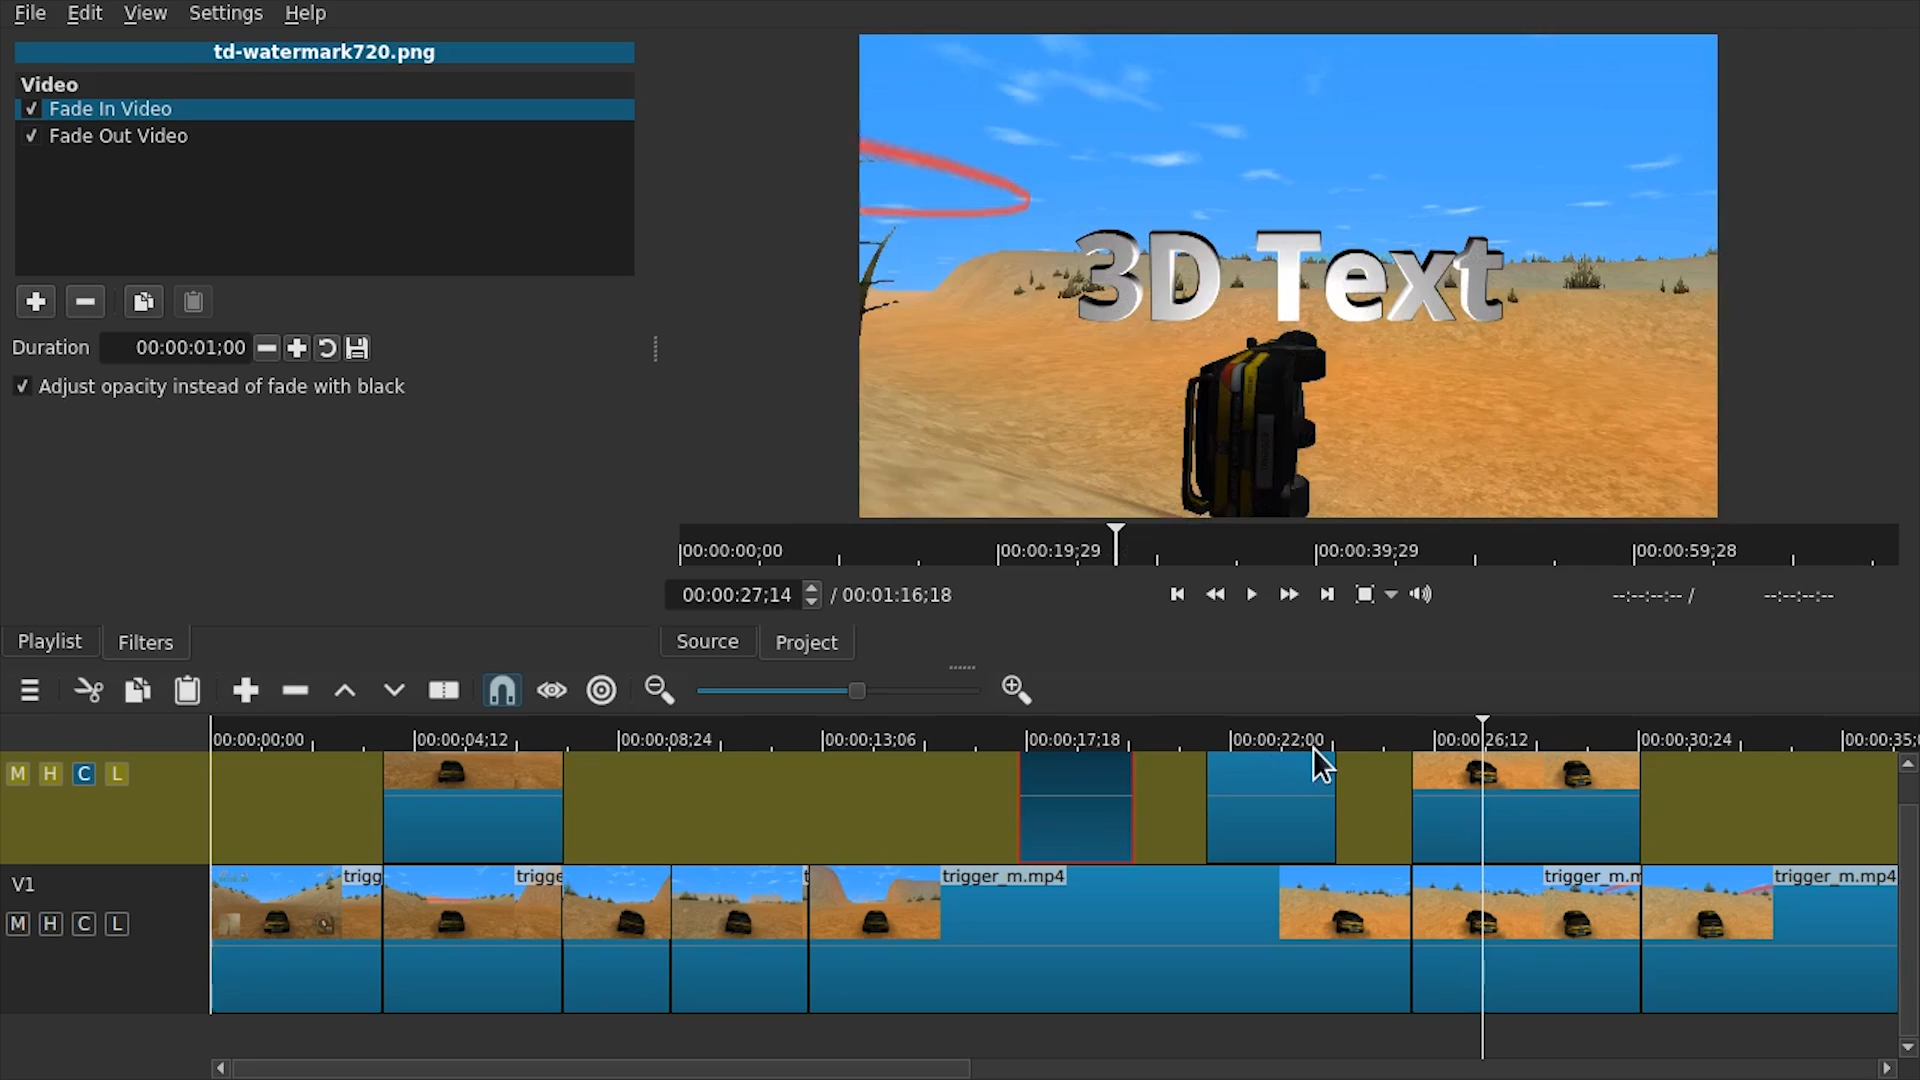 File Edit View Settings Help
td-watermark720.png
Video
Fade In Video
Fade Out Video
Duration 00:00:01;00
Adjust opacity instead of fade with black
3D Text
00:00:00;00 00:00:19;29 00:00:39;29 00:00:59;28
00:00:27;14 / 00:01:16;18 --:--:--:-- / --:--:--:--
Playlist Filters Source Project
00:00:00;00 00:00:04;12 00:00:08;24 00:00:13;06 00:00:17;18 00:00:22;00 00:00:26;12 00:00:30;24 00:00:35;
M H C L
V1 trigg trigge t trigger_m.mp4 trigger_m.m trigger_m.mp4
M H C L